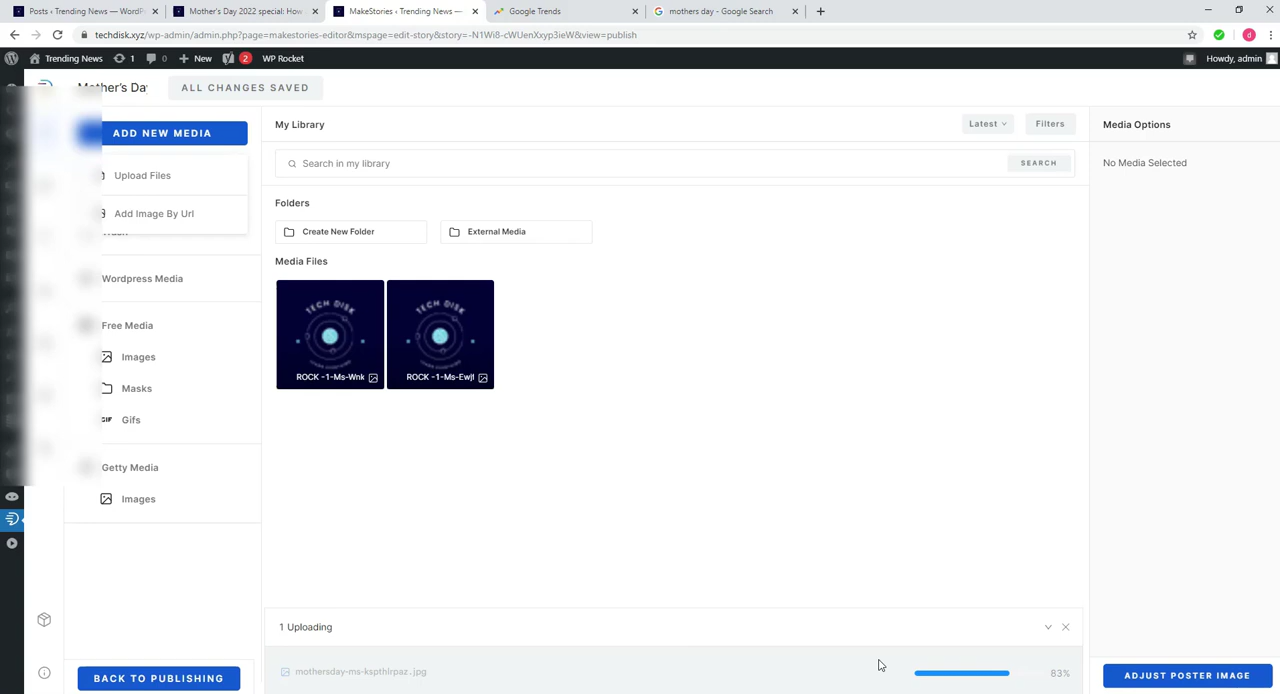 Posts ‹ Trending News — WordP
Mother's Day 2022 special: How
MakeStories ‹ Trending News —
Google Trends
mothers day - Google Search
techdisk.xyz/wp-admin/admin.php?page=makestories-editor&mspage=edit-story&story=-N1Wi8-cWUenXxyp3ieW&view=publish
Trending News
1
0
New
2
WP Rocket
Howdy, admin
Mother's Day
ALL CHANGES SAVED
ADD NEW MEDIA
Upload Files
Add Image By Url
Wordpress Media
Free Media
Images
Masks
GIF Gifs
Getty Media
Images
BACK TO PUBLISHING
My Library
Latest
Filters
Search in my library
SEARCH
Folders
Create New Folder
External Media
Media Files
TECH DISK
ROCK -1-Ms-Wnk
TECH DISK
ROCK -1-Ms-Ewjf
1 Uploading
mothersday-ms-kspthlrpaz.jpg
83%
Media Options
No Media Selected
ADJUST POSTER IMAGE